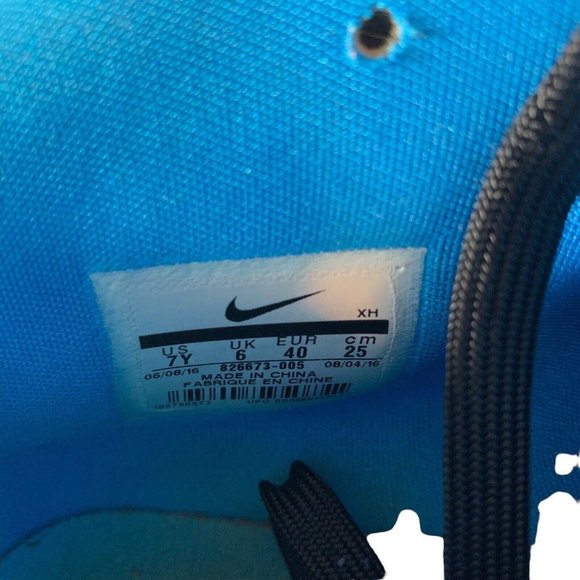 XH
US UK EUR cm
7Y 6 40 25
06/08/16 826673-005 08/04/16
MADE IN CHINA
FABRIQUE EN CHINE
UPC